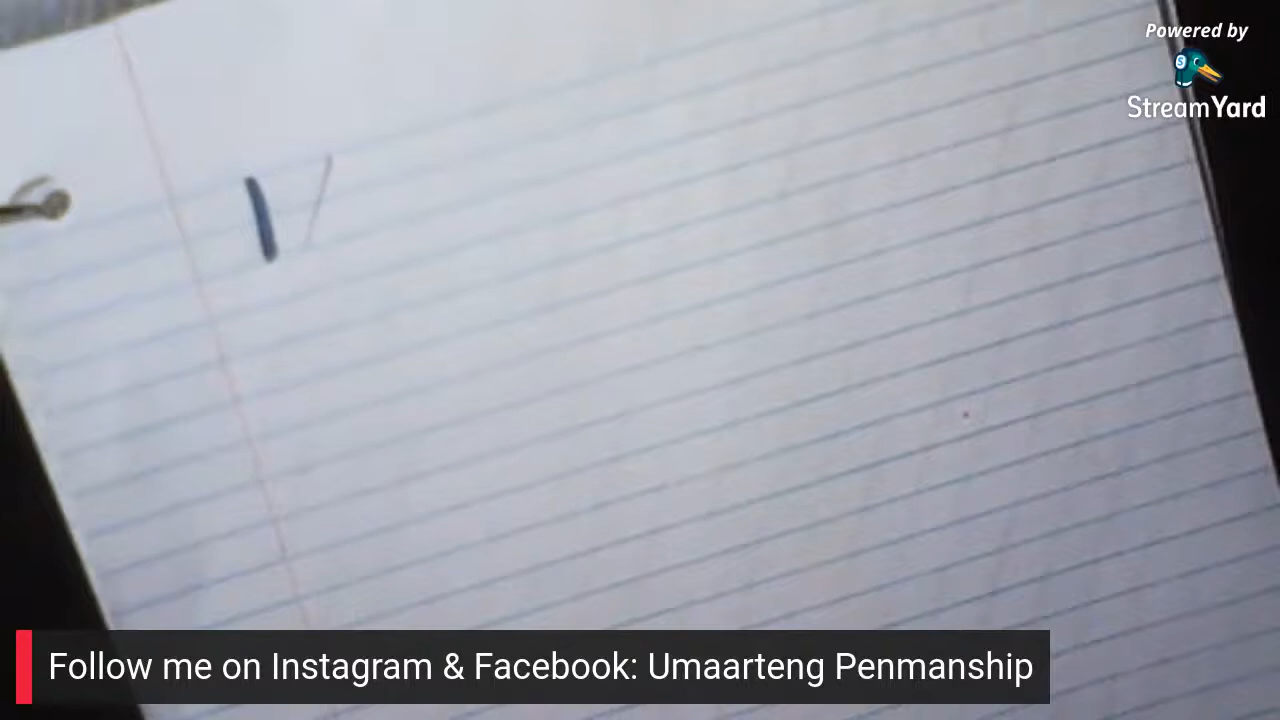 Powered by
StreamYard
Follow me on Instagram & Facebook: Umaarteng Penmanship